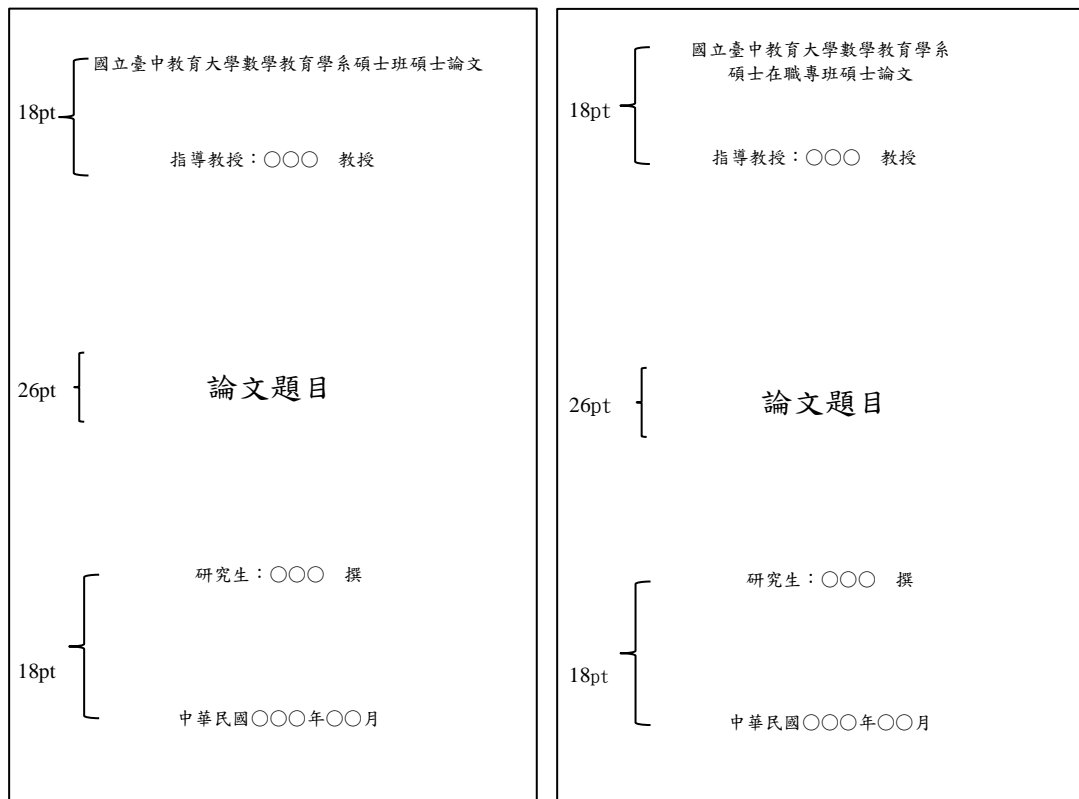 國立臺中教育大學數學教育學系碩士班碩士論文
18pt
指導教授：○○○　教授
26pt
論文題目
研究生：○○○　撰
18pt
中華民國○○○年○○月
國立臺中教育大學數學教育學系
碩士在職專班碩士論文
18pt
指導教授：○○○　教授
26pt
論文題目
研究生：○○○　撰
18pt
中華民國○○○年○○月